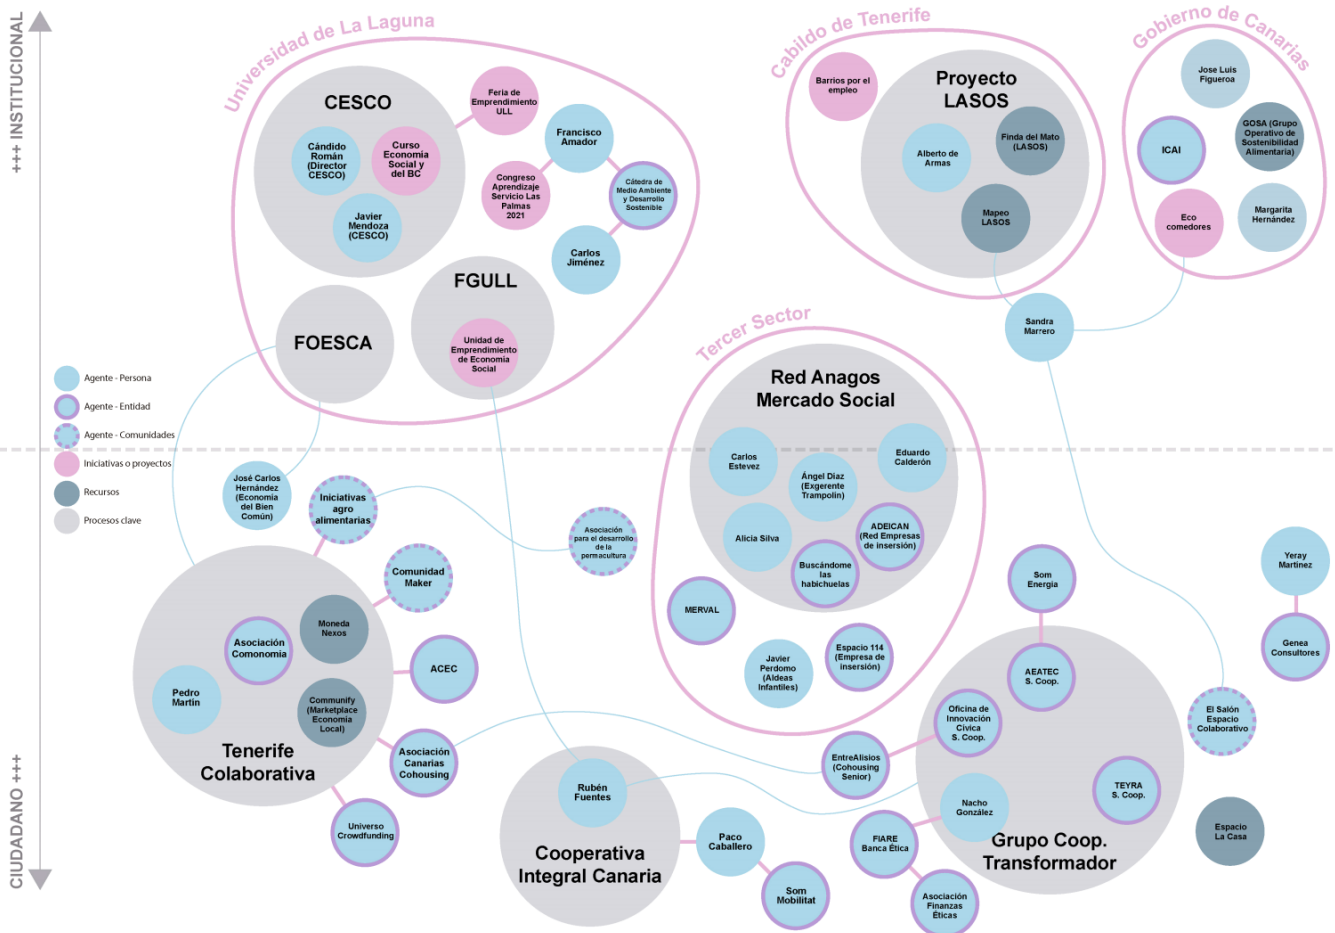 +++ INSTITUCIONAL
CIUDADANO +++
Universidad de La Laguna
CESCO
Cándido
Román
(Director
CESCO)
Curso
Economía
Social y
del BC
Javier
Mendoza
(CESCO)
Feria de
Emprendimiento
ULL
Francisco
Amador
Congreso
Aprendizaje
Servicio Las
Palmas
2021
Cátedra de
Medio Ambiente
y Desarrollo
Sostenible
Carlos
Jiménez
FGULL
Unidad de
Emprendimiento
de Economía
Social
FOESCA
Cabildo de Tenerife
Barrios por el
empleo
Proyecto
LASOS
Alberto de
Armas
Finda del Mato
(LASOS)
Mapeo
LASOS
Gobierno de Canarias
Jose Luis
Figueroa
ICAI
GOSA (Grupo
Operativo de
Sostenibilidad
Alimentaria)
Eco
comedores
Margarita
Hernández
Sandra
Marrero
Agente - Persona
Agente - Entidad
Agente - Comunidades
Iniciativas o proyectos
Recursos
Procesos clave
Tercer Sector
Red Anagos
Mercado Social
Carlos
Estevez
Ángel Díaz
(Exgerente
Trampolín)
Eduardo
Calderón
Alicia Silva
ADEICAN
(Red Empresas
de insersión)
Buscándome
las
habichuelas
MERVAL
Javier
Perdomo
(Aldeas
Infantiles)
Espacio 114
(Empresa de
insersión)
José Carlos
Hernández
(Economía
del Bien
Común)
Iniciativas
agro
alimentarias
Asociación
para el desarrollo
de la
permacultura
Comunidad
Maker
Moneda
Nexos
Asociación
Comonomía
ACEC
Pedro
Martín
Communify
(Marketplace
Economía
Local)
Tenerife
Colaborativa
Asociación
Canarias
Cohousing
Universo
Crowdfunding
Rubén
Fuentes
Cooperativa
Integral Canaria
Paco
Caballero
Som
Mobilitat
Som
Energía
AEATEC
S. Coop.
Oficina de
Innovación
Cívica
S. Coop.
EntreAlisios
(Cohousing
Senior)
TEYRA
S. Coop.
Nacho
González
Grupo Coop.
Transformador
FIARE
Banca Ética
Asociación
Finanzas
Éticas
Yeray
Martínez
Genea
Consultores
El Salón
Espacio
Colaborativo
Espacio
La Casa